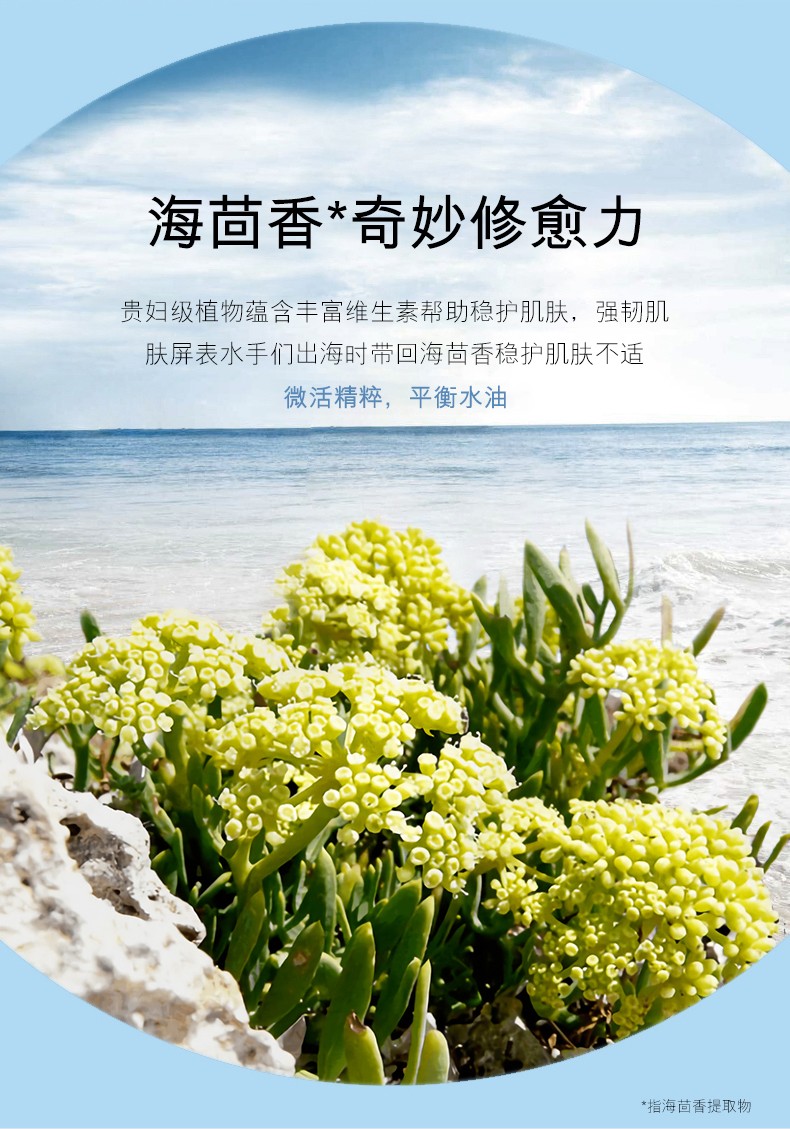 海茴香*奇妙修愈力
贵妇级植物蕴含丰富维生素帮助稳护肌肤，强韧肌
肤屏表水手们出海时带回海茴香稳护肌肤不适
微活精粹，平衡水油
*指海茴香提取物